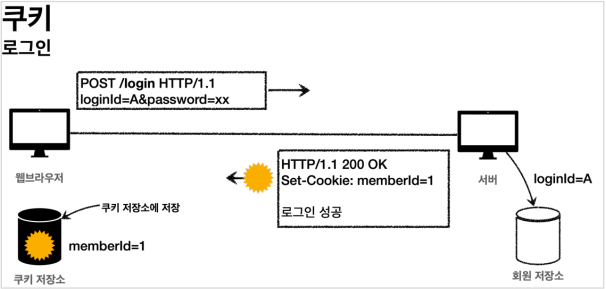 쿠키
로그인
POST /login HTTP/1.1
loginId=A&password=xx
웹브라우저
서버
HTTP/1.1 200 OK
Set-Cookie: memberId=1
로그인 성공
loginId=A
쿠키 저장소에 저장
memberId=1
쿠키 저장소
회원 저장소